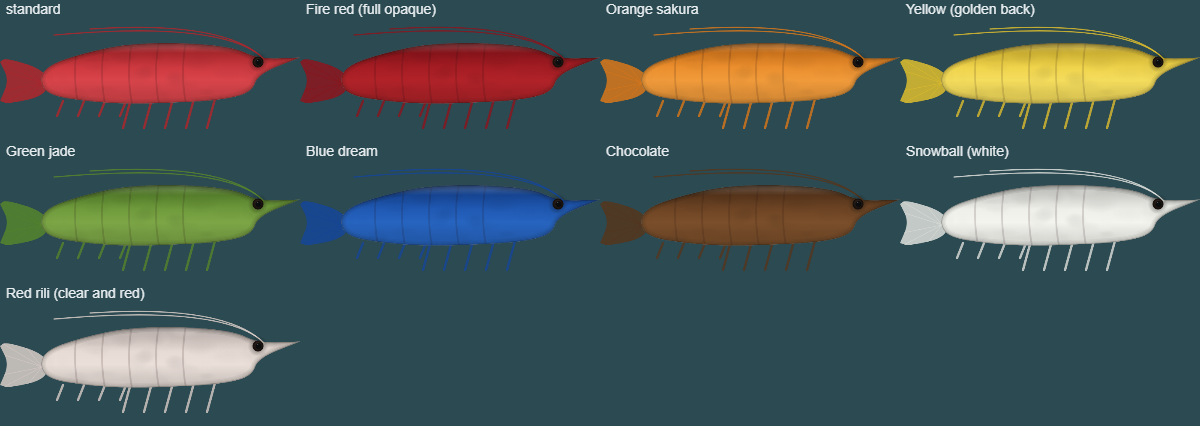 standard
Fire red (full opaque)
Orange sakura
Yellow (golden back)
Green jade
Blue dream
Chocolate
Snowball (white)
Red rili (clear and red)